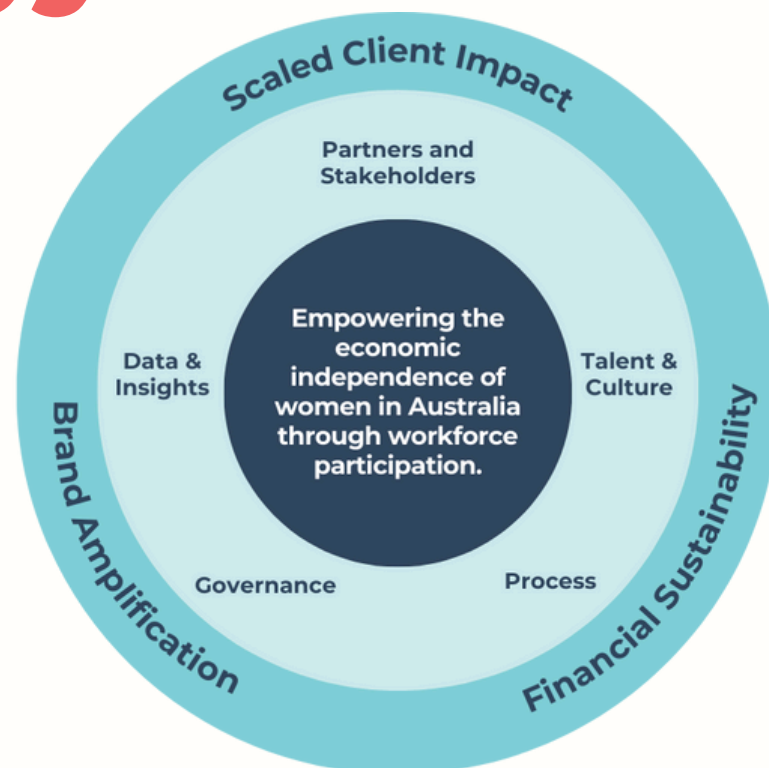 Scaled Client Impact
Partners and
Stakeholders
Data &
Insights
Talent &
Culture
Empowering the
economic
independence of
women in Australia
through workforce
participation.
Governance
Process
Brand Amplification
Financial Sustainability